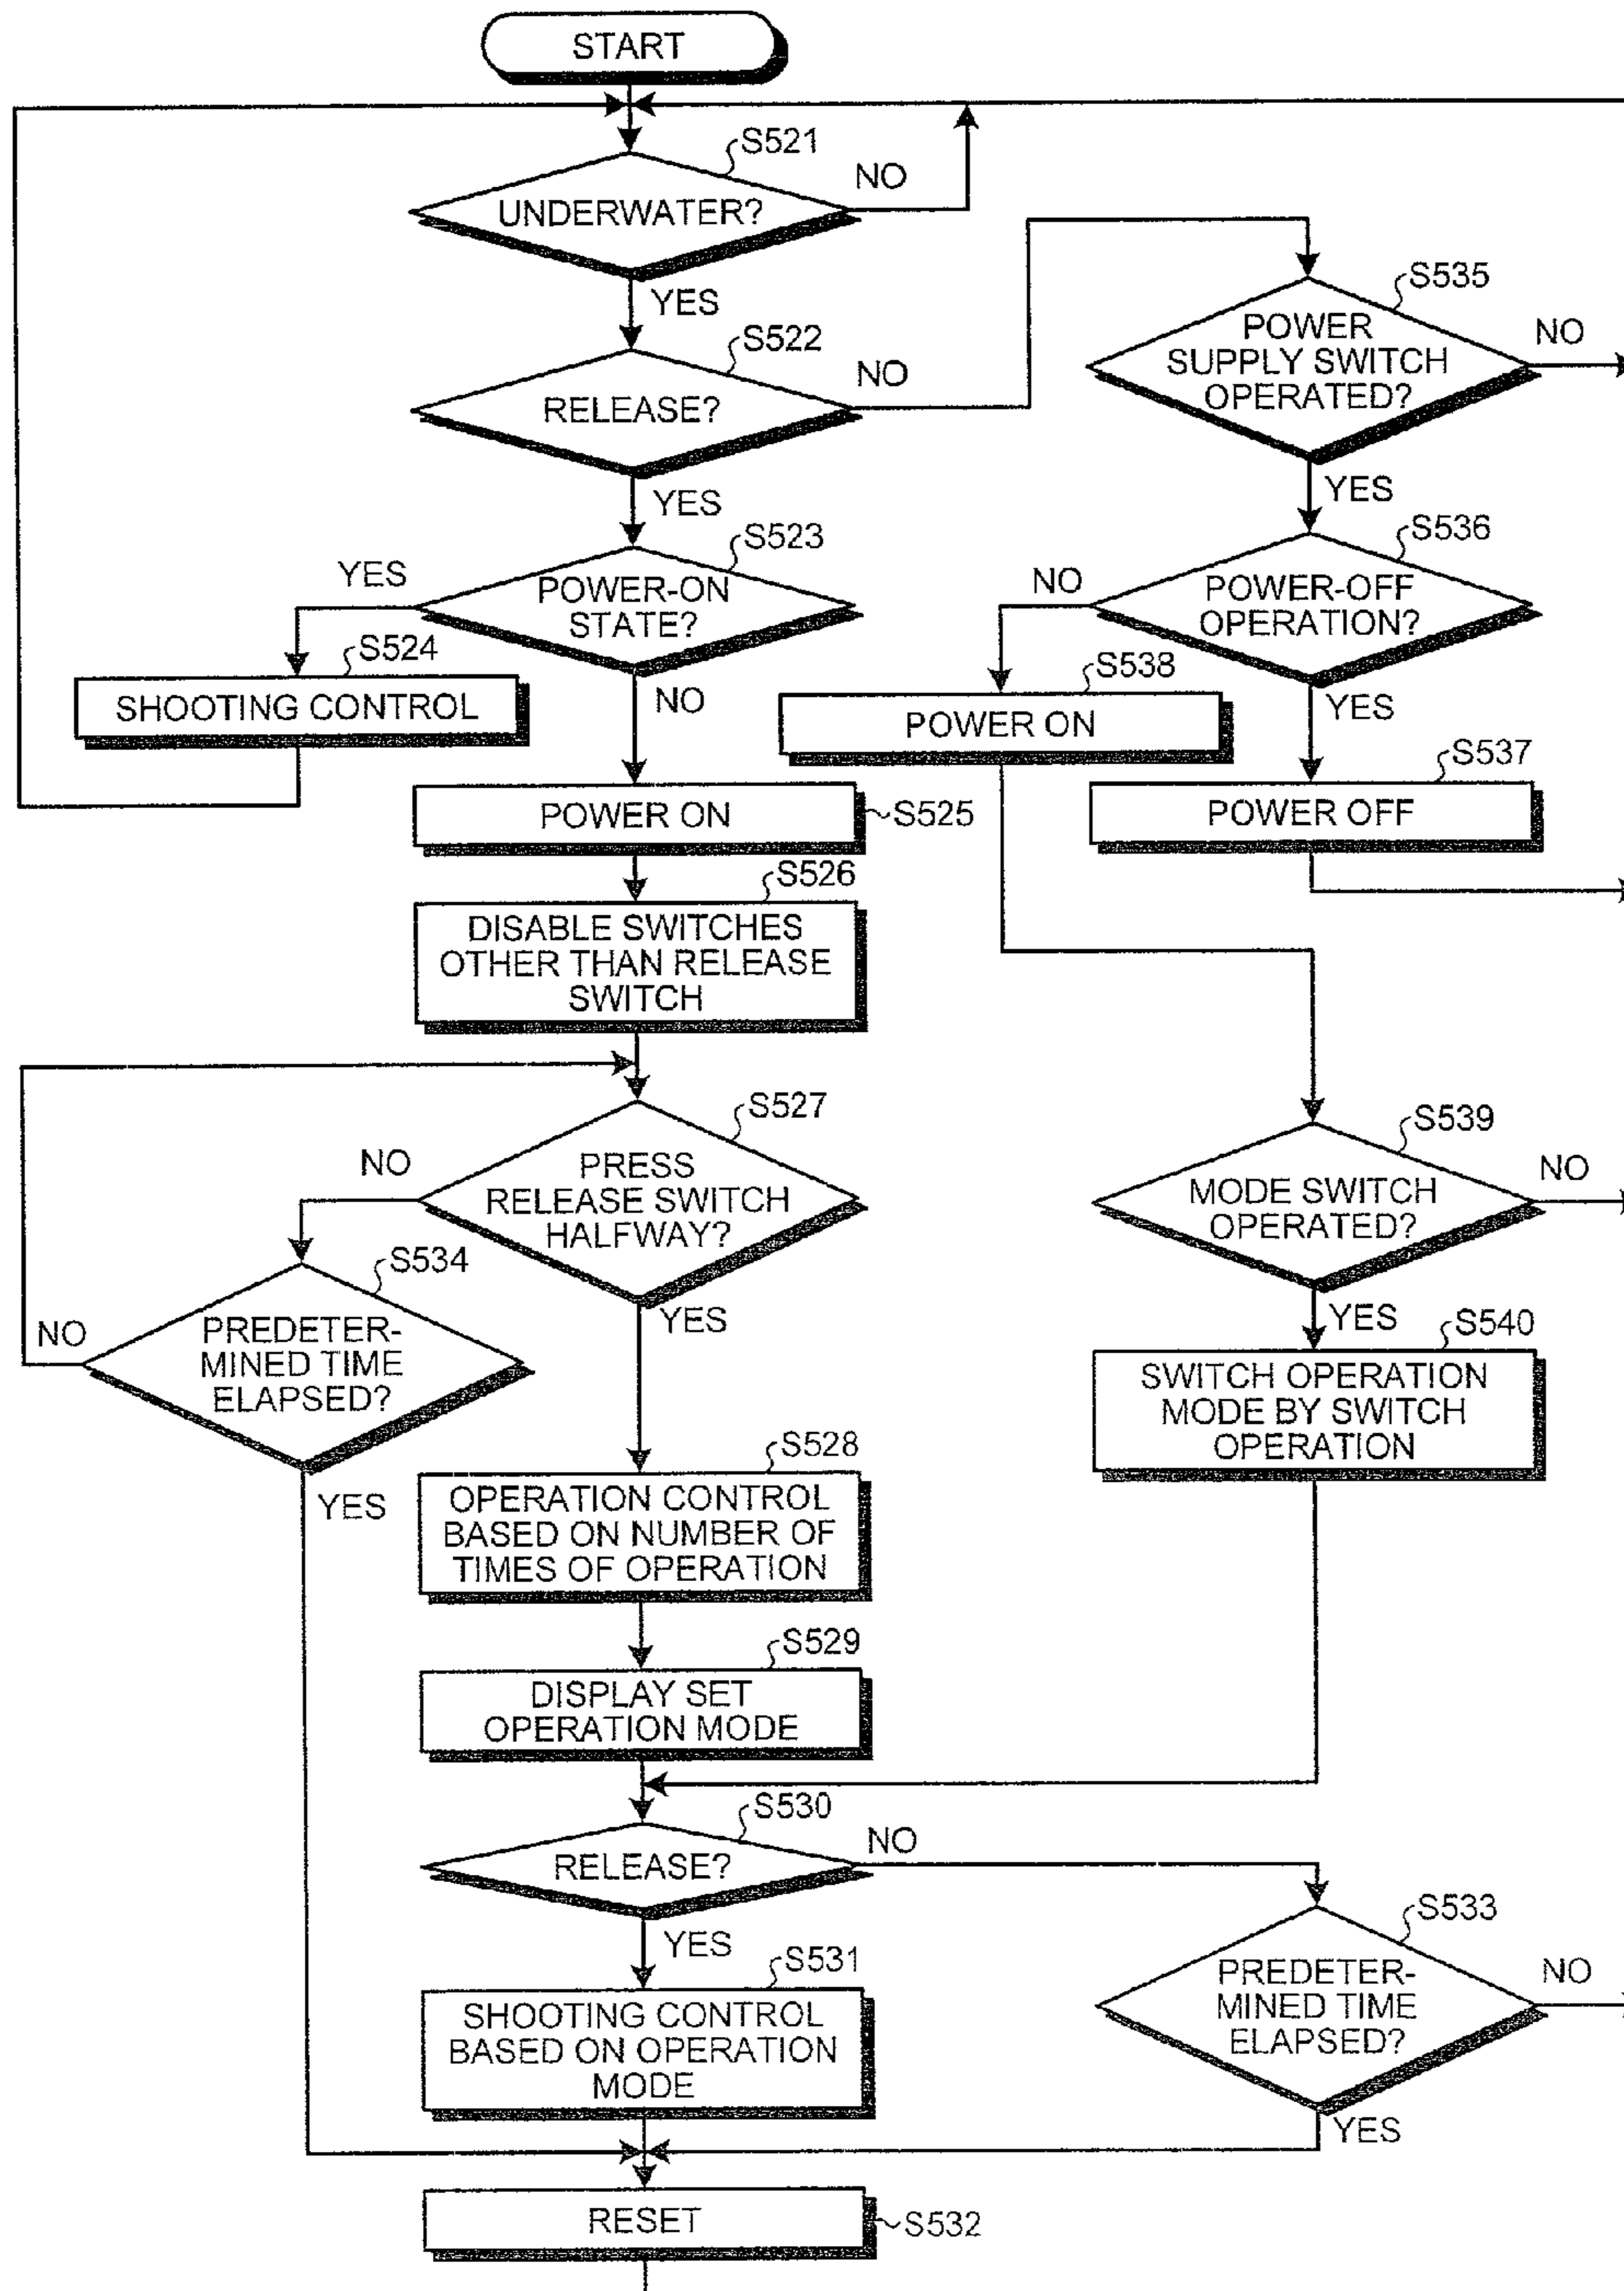 START
S521
NO
UNDERWATER?
YES
S522
NO
RELEASE?
YES
S523
YES
POWER-ON
STATE?
NO
S524
SHOOTING CONTROL
POWER ON
S525
S526
DISABLE SWITCHES
OTHER THAN RELEASE
SWITCH
S527
NO
PRESS
RELEASE SWITCH
HALFWAY?
YES
S534
NO
PREDETER-
MINED TIME
ELAPSED?
YES
S528
OPERATION CONTROL
BASED ON NUMBER OF
TIMES OF OPERATION
S529
DISPLAY SET
OPERATION MODE
S530
NO
RELEASE?
YES
S531
SHOOTING CONTROL
BASED ON OPERATION
MODE
RESET
S532
S535
NO
POWER
SUPPLY SWITCH
OPERATED?
YES
S536
NO
POWER-OFF
OPERATION?
YES
S538
POWER ON
S537
POWER OFF
S539
NO
MODE SWITCH
OPERATED?
YES
S540
SWITCH OPERATION
MODE BY SWITCH
OPERATION
S533
NO
PREDETER-
MINED TIME
ELAPSED?
YES